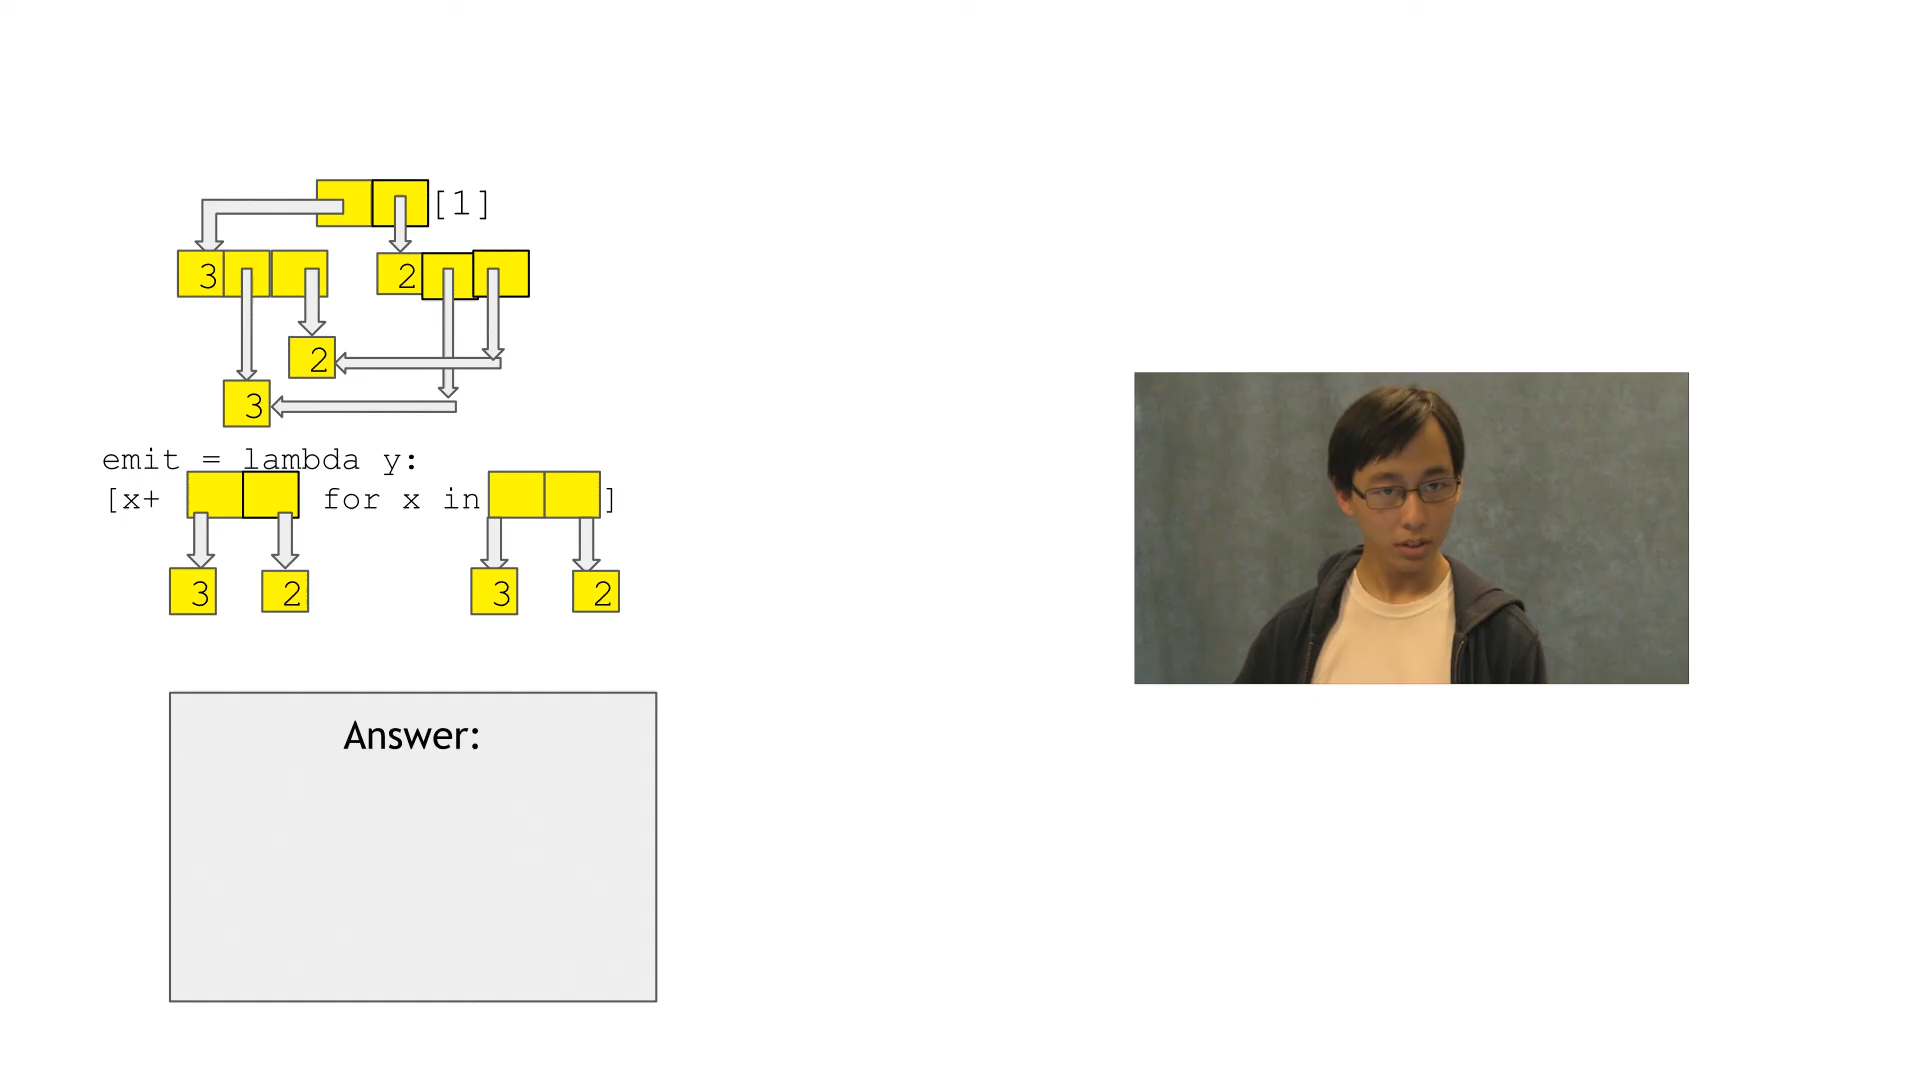 [1]
3 2
2
3
emit = lambda y:
[x+ for x in ]
3 2 3 2
Answer: